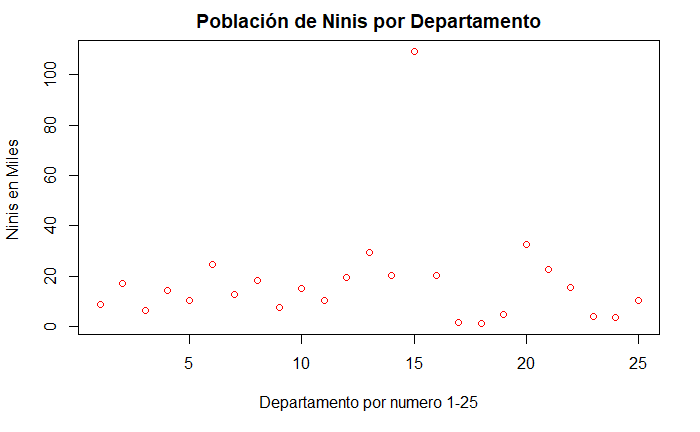 Población de Ninis por Departamento
Ninis en Miles
100
80
60
40
20
0
5 10 15 20 25
Departamento por numero 1-25